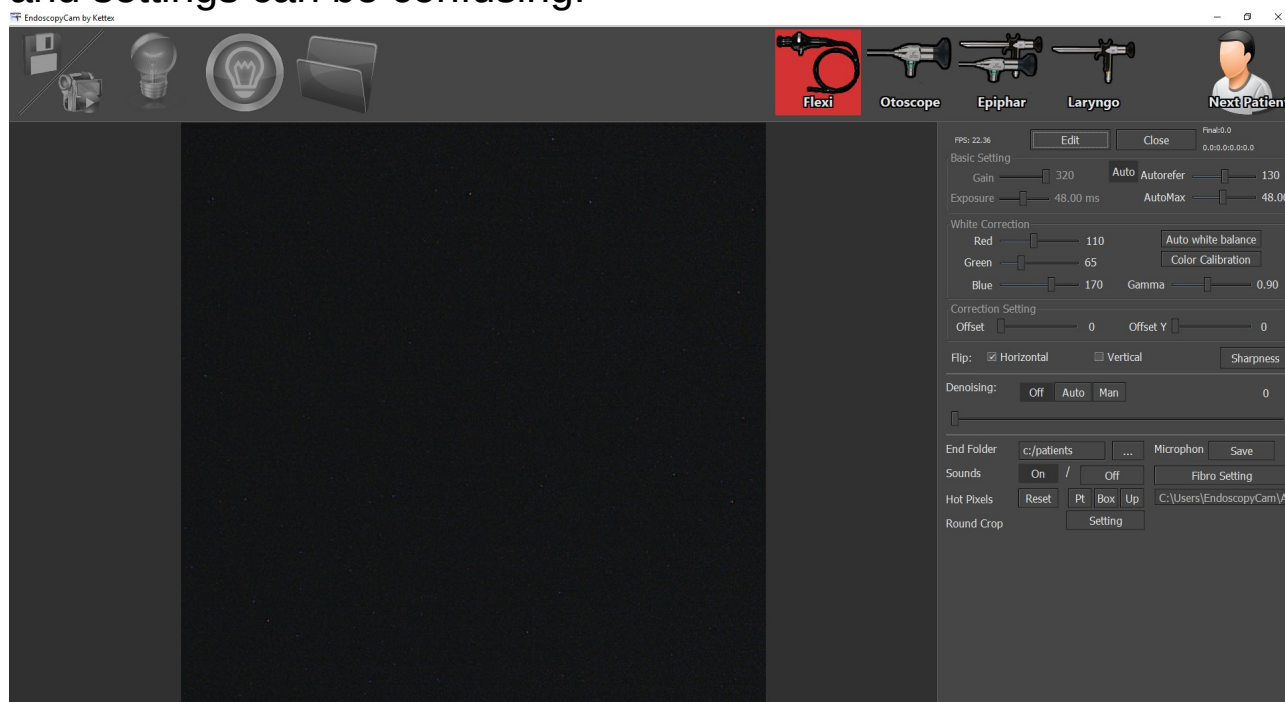 and settings can be confusing.
EndoscopyCam by Kettex
Flexi Otoscope Epiphar Laryngo Next Patien
FPS: 22.36 Edit Close Final:0.0
0.0:0.0:0.0:0.0
Basic Setting
Gain 320 Auto Autorefer 130
Exposure 48.00 ms AutoMax 48.00
White Correction
Red 110 Auto white balance
Green 65 Color Calibration
Blue 170 Gamma 0.90
Correction Setting
Offset 0 Offset Y 0
Flip: Horizontal Vertical Sharpness
Denoising: Off Auto Man 0
End Folder c:/patients ... Microphon Save
Sounds On / Off Fibro Setting
Hot Pixels Reset Pt Box Up C:\Users\EndoscopyCam\A
Round Crop Setting